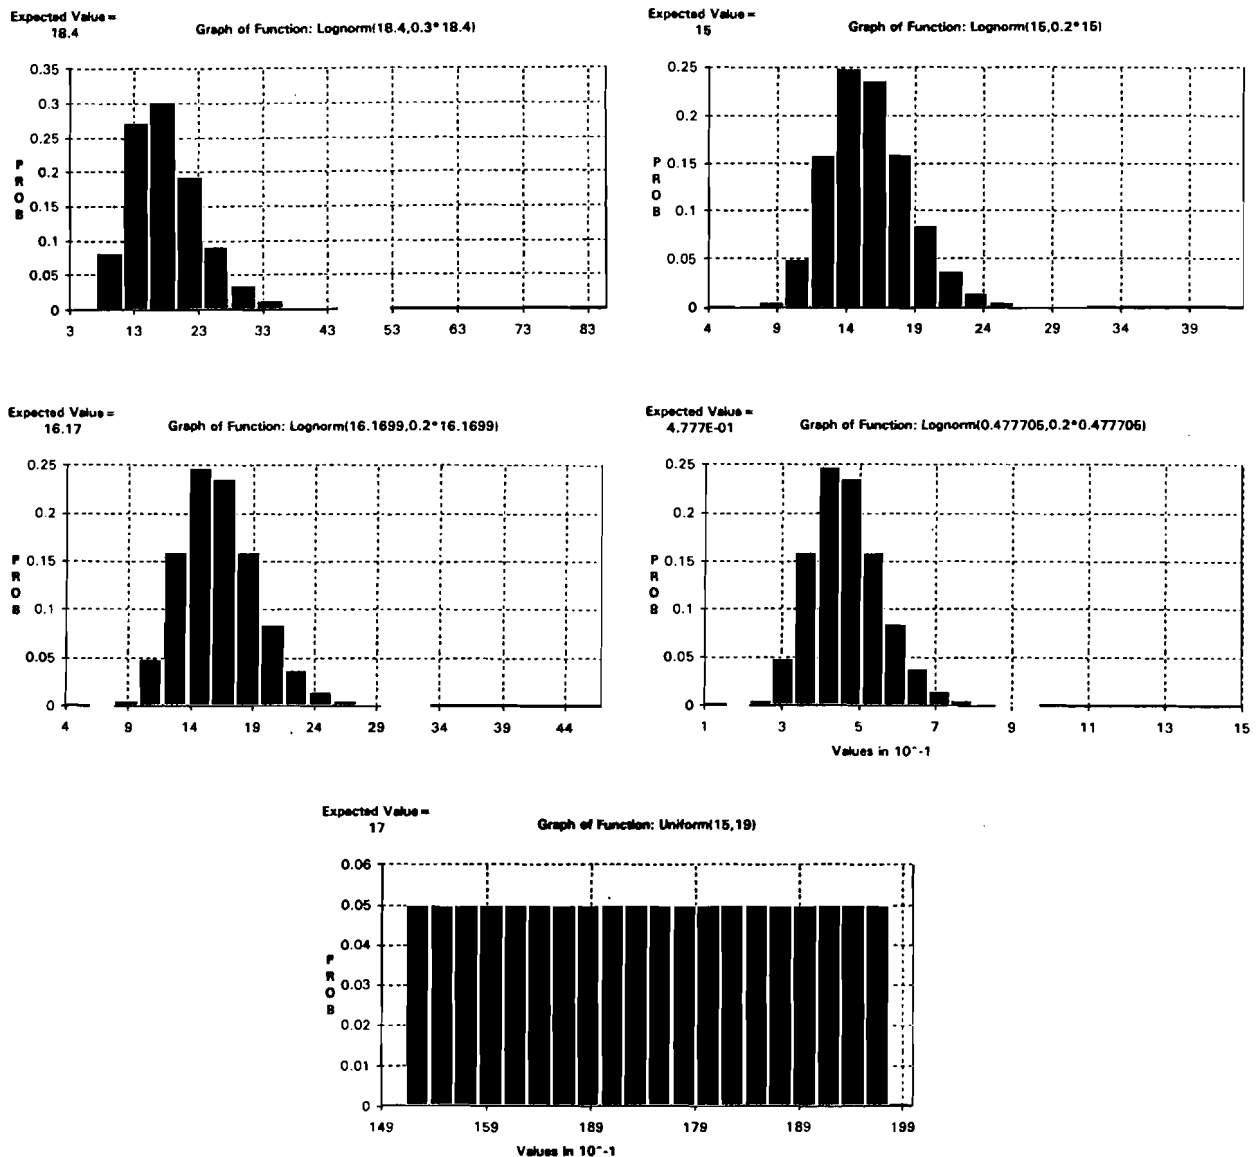 Expected Value =
18.4
Graph of Function: Lognorm(18.4,0.3*18.4)
0.35
0.3
0.25
0.2
0.15
0.1
0.05
0
PROB
3 13 23 33 43 53 63 73 83
Expected Value =
15
Graph of Function: Lognorm(15,0.2*15)
0.25
0.2
0.15
0.1
0.05
0
PROB
4 9 14 19 24 29 34 39
Expected Value =
16.17
Graph of Function: Lognorm(16.1699,0.2*16.1699)
0.25
0.2
0.15
0.1
0.05
0
PROB
4 9 14 19 24 29 34 39 44
Expected Value =
4.777E-01
Graph of Function: Lognorm(0.477705,0.2*0.477705)
0.25
0.2
0.15
0.1
0.05
0
PROB
1 3 5 7 9 11 13 15
Values in 10^-1
Expected Value =
17
Graph of Function: Uniform(15,19)
0.06
0.05
0.04
0.03
0.02
0.01
0
PROB
149 159 189 179 189 199
Values in 10^-1